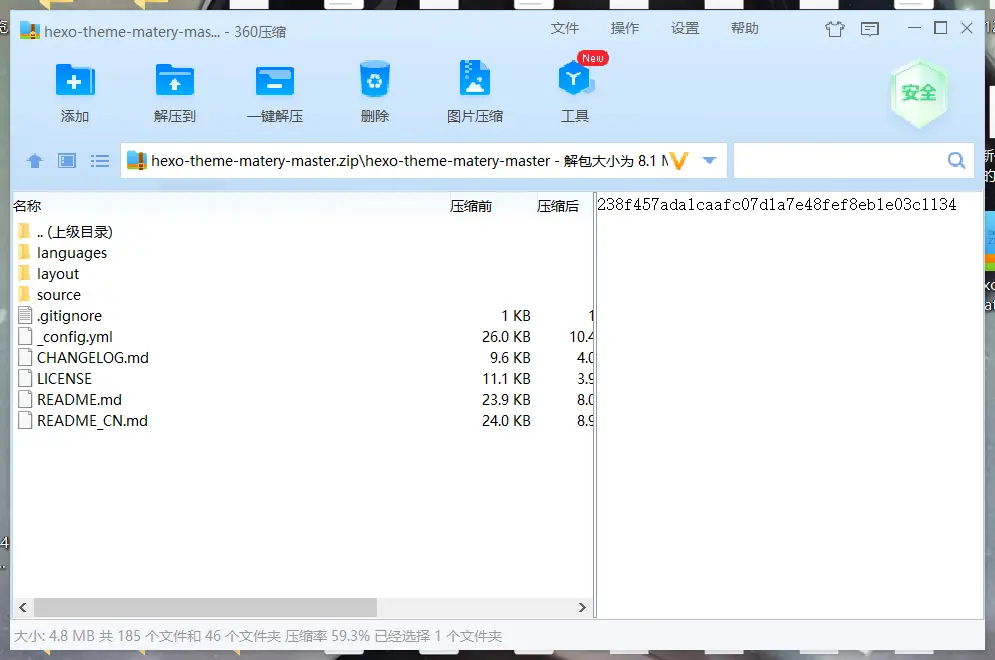 hexo-theme-matery-mas... - 360压缩
文件 操作 设置 帮助
New
添加 解压到 一键解压 删除 图片压缩 工具
安全
hexo-theme-matery-master.zip\hexo-theme-matery-master - 解包大小为 8.1 M
名称 压缩前 压缩后
238f457ada1caafc07d1a7e48fef8eb1e03c1134
.. (上级目录)
languages
layout
source
.gitignore 1 KB 1
_config.yml 26.0 KB 10.4
CHANGELOG.md 9.6 KB 4.0
LICENSE 11.1 KB 3.9
README.md 23.9 KB 8.0
README_CN.md 24.0 KB 8.9
大小: 4.8 MB 共 185 个文件和 46 个文件夹 压缩率 59.3% 已经选择 1 个文件夹